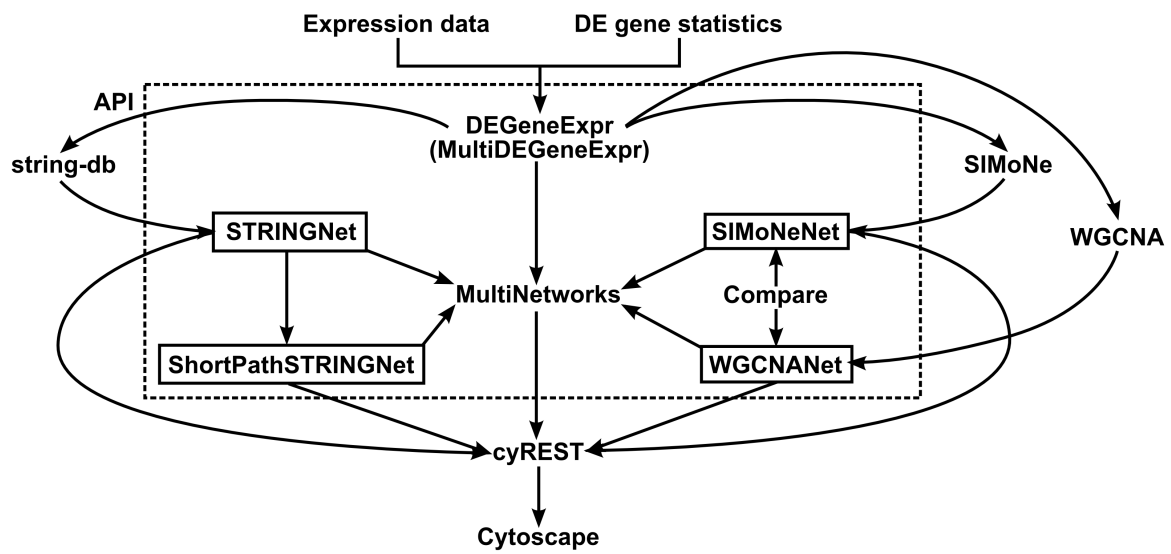 Expression data
DE gene statistics
API
DEGeneExpr
(MultiDEGeneExpr)
string-db
SIMoNe
STRINGNet
SIMoNeNet
WGCNA
MultiNetworks
Compare
ShortPathSTRINGNet
WGCNANet
cyREST
Cytoscape